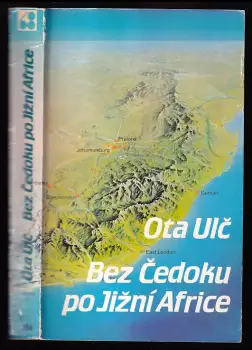 Ota Ulč Bez Čedoku po Jižní Africe
Pretoria
Johannesburg
Durban
East London
Ota Ulč
Bez Čedoku
po Jižní Africe